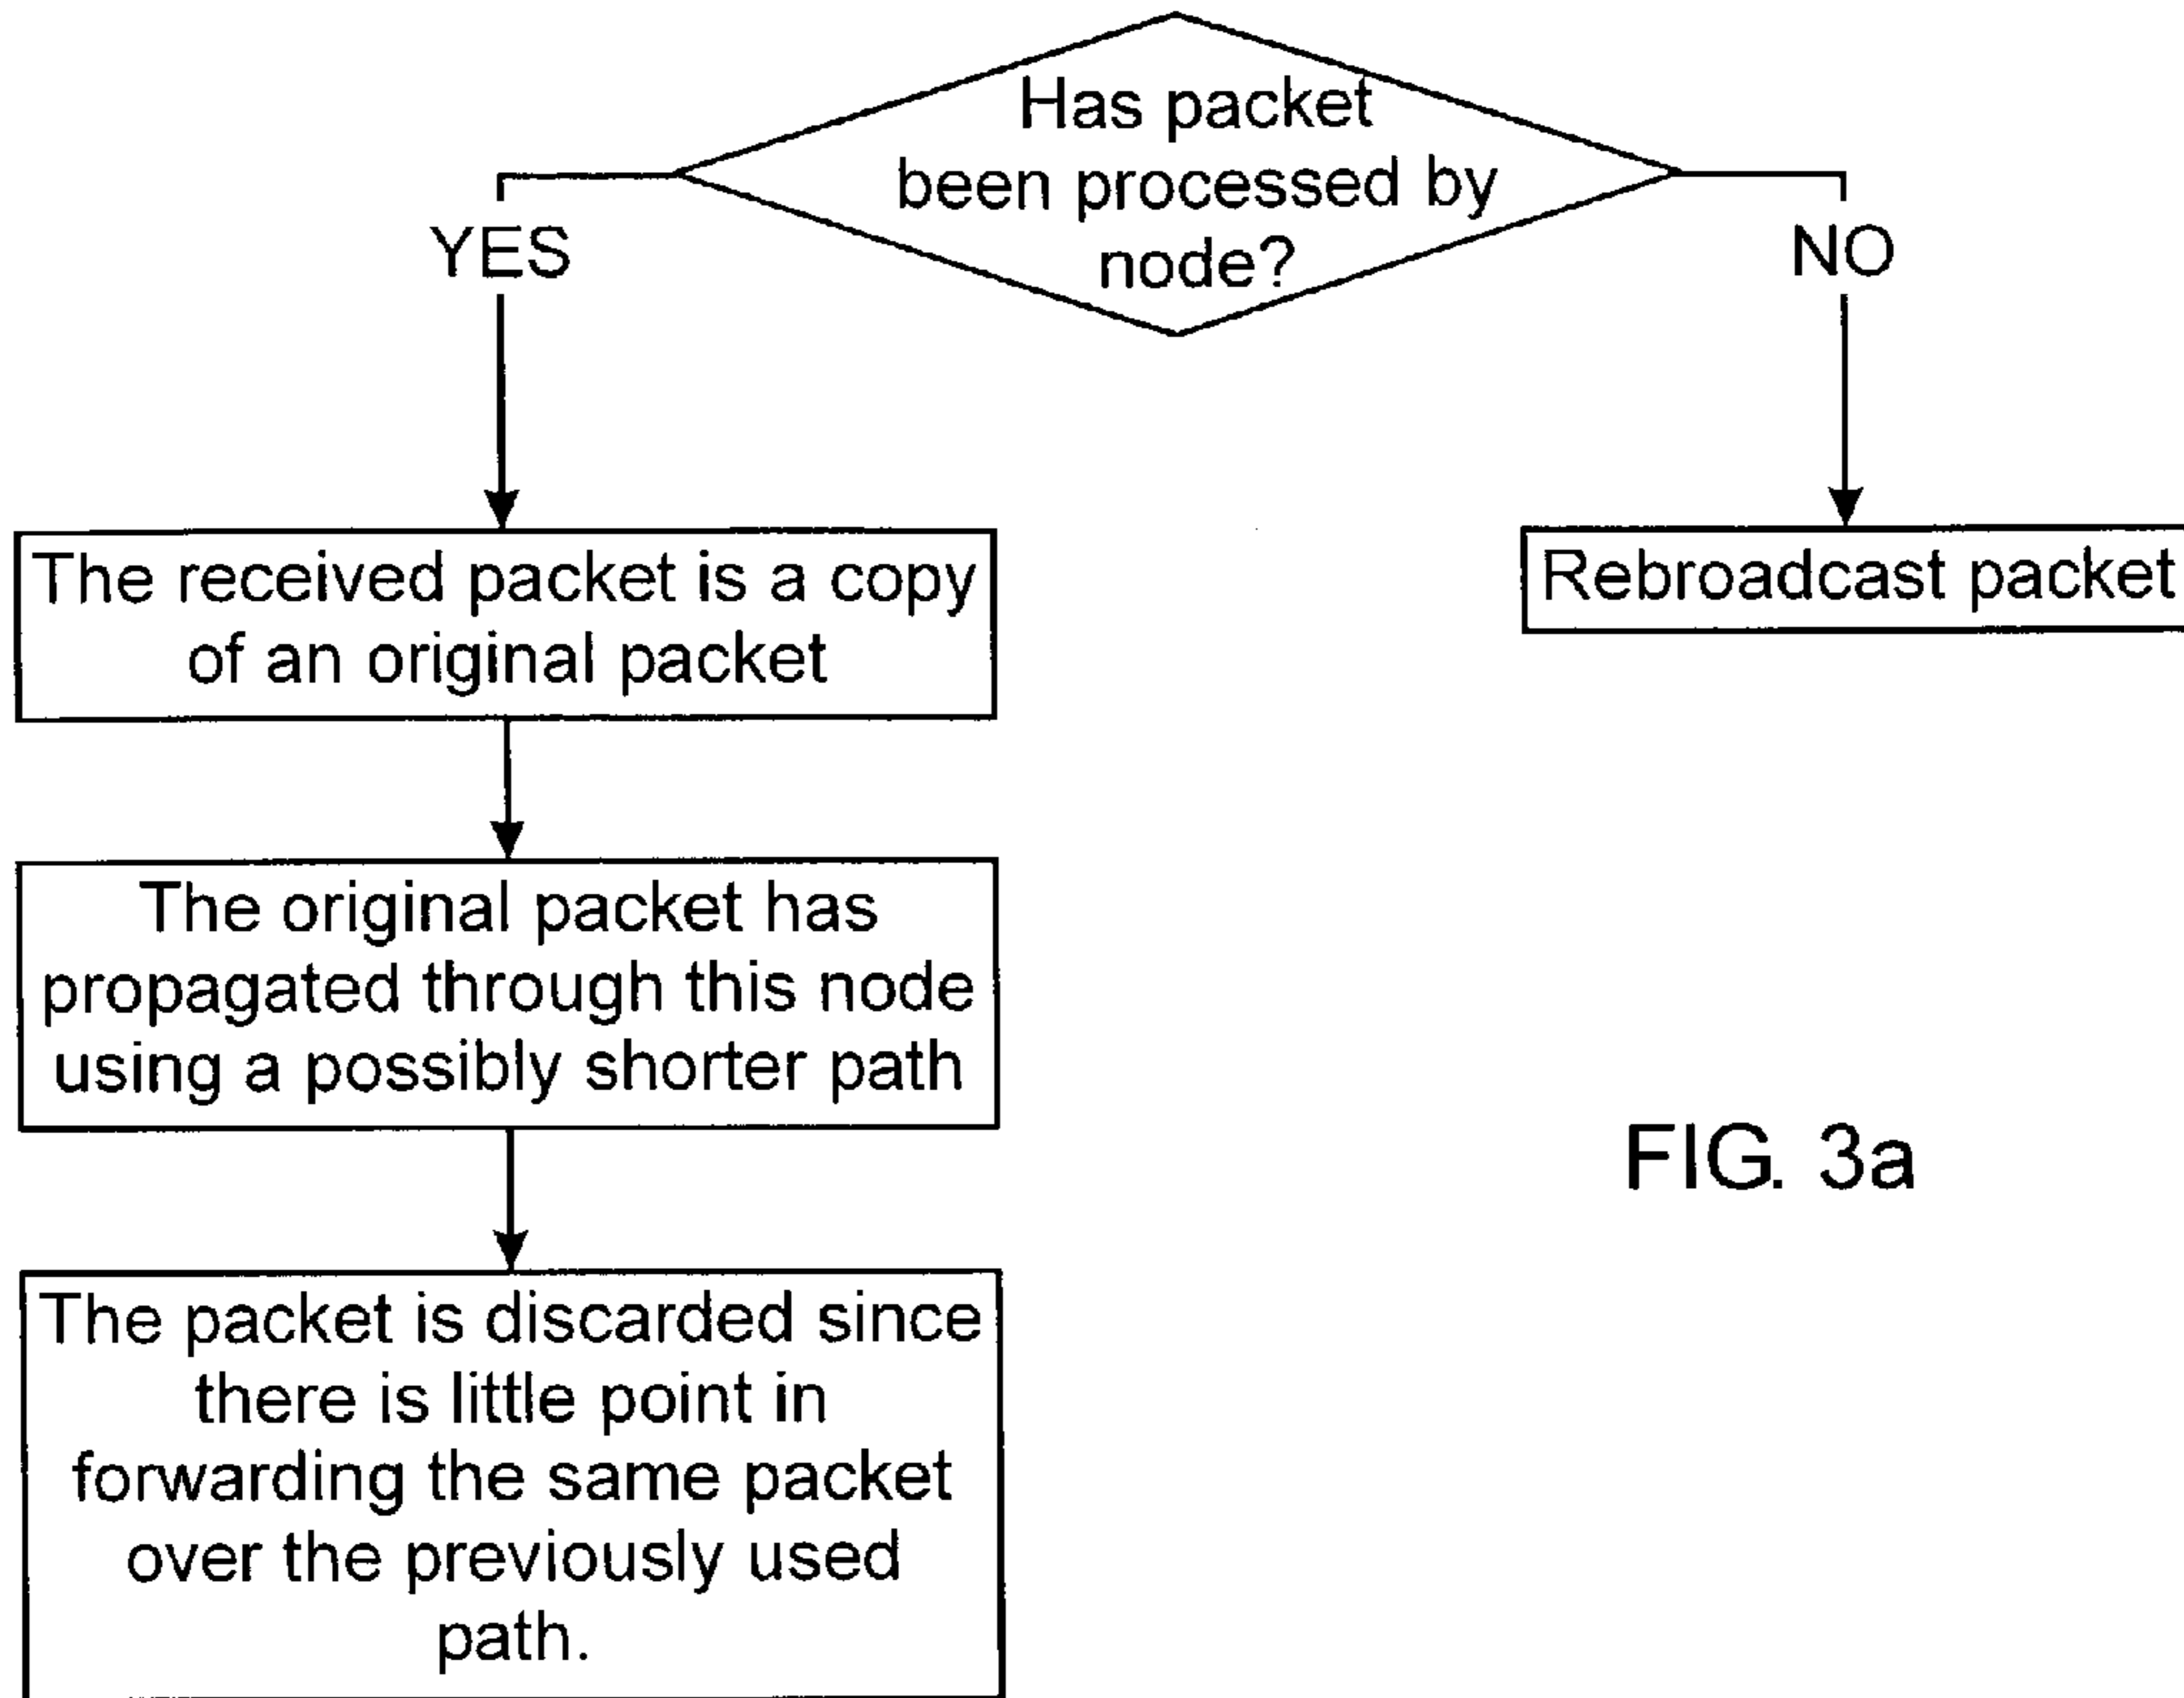 Has packet
been processed by
node?
YES
NO
The received packet is a copy
of an original packet
Rebroadcast packet
The original packet has
propagated through this node
using a possibly shorter path
FIG. 3a
The packet is discarded since
there is little point in
forwarding the same packet
over the previously used
path.